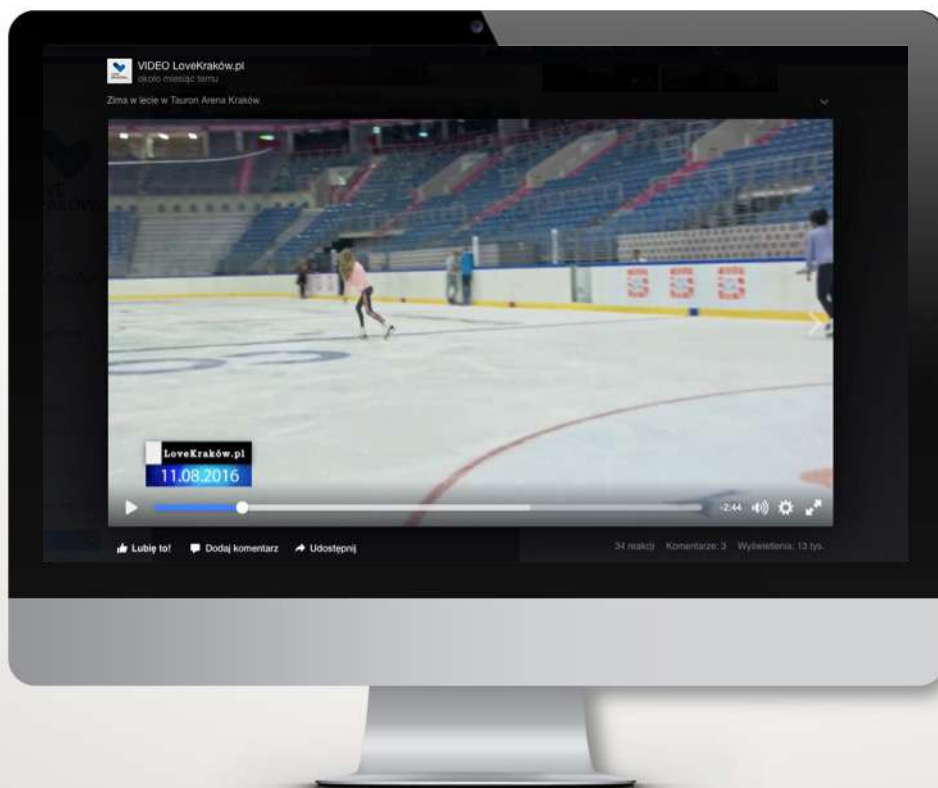 VIDEO LoveKraków.pl
około miesiąc temu
Zima w lecie w Tauron Arena Kraków.
LoveKraków.pl
11.08.2016
-2:44
Lubię to! Dodaj komentarz Udostępnij
34 reakcji Komentarze: 3 Wyświetlenia: 13 tys.